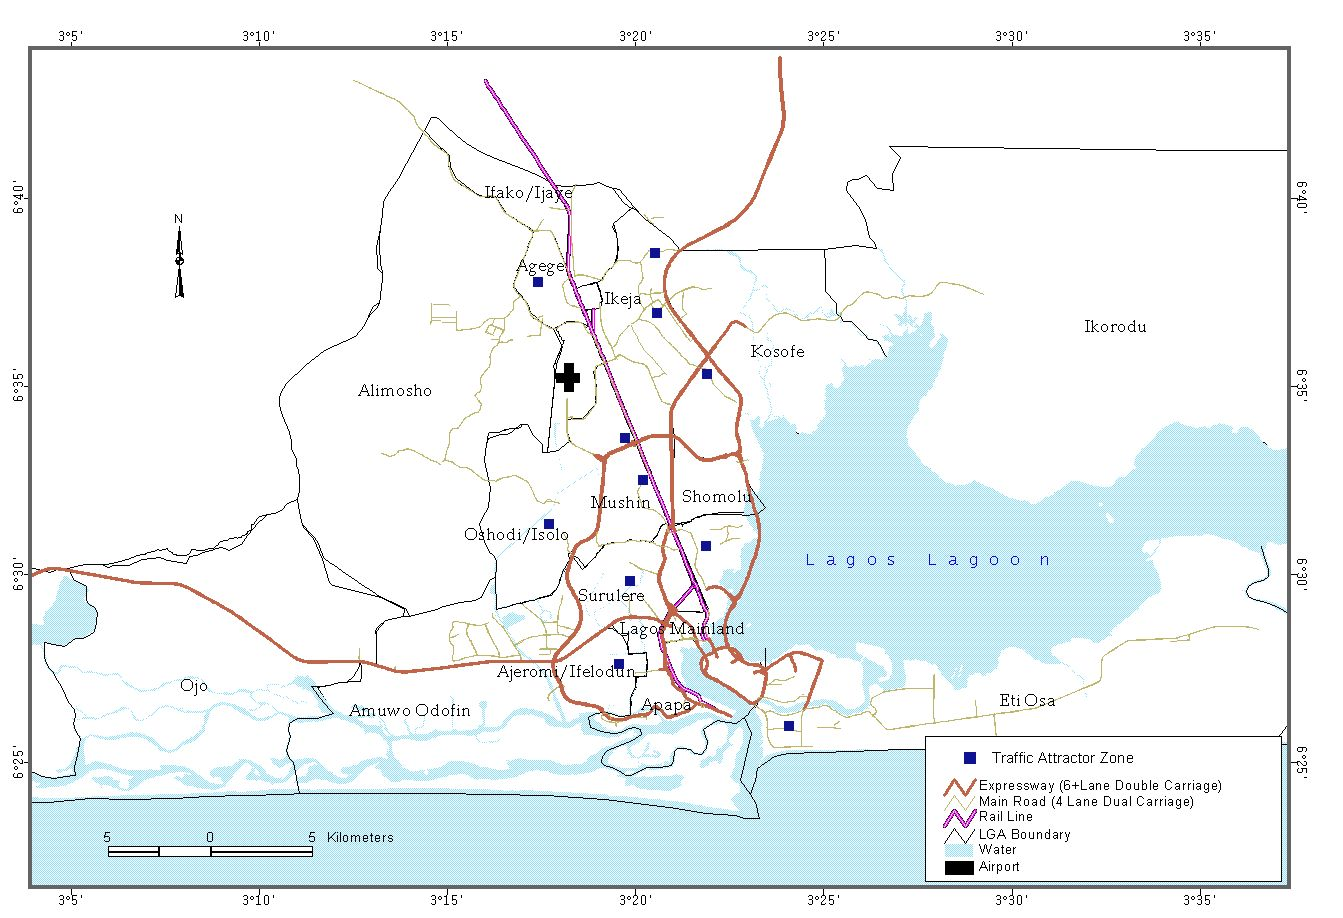 3°5' 3°10' 3°15' 3°20' 3°25' 3°30' 3°35'
6°40' 6°40'
Ifako/Ijaye
N
Agege
Ikeja
Ikorodu
Kosofe
6°35' 6°35'
Alimosho
Mushin
Shomolu
Oshodi/Isolo
Lagos Lagoon
6°30' 6°30'
Surulere
Lagos Mainland
Ajeromi/Ifelodun
Ojo
Eti Osa
Apapa
Amuwo Odofin
6°25' 6°25'
Traffic Attractor Zone
Expressway (6+Lane Double Carriage)
Main Road (4 Lane Dual Carriage)
Rail Line
LGA Boundary
Water
Airport
5 0 5 Kilometers
3°5' 3°10' 3°15' 3°20' 3°25' 3°30' 3°35'